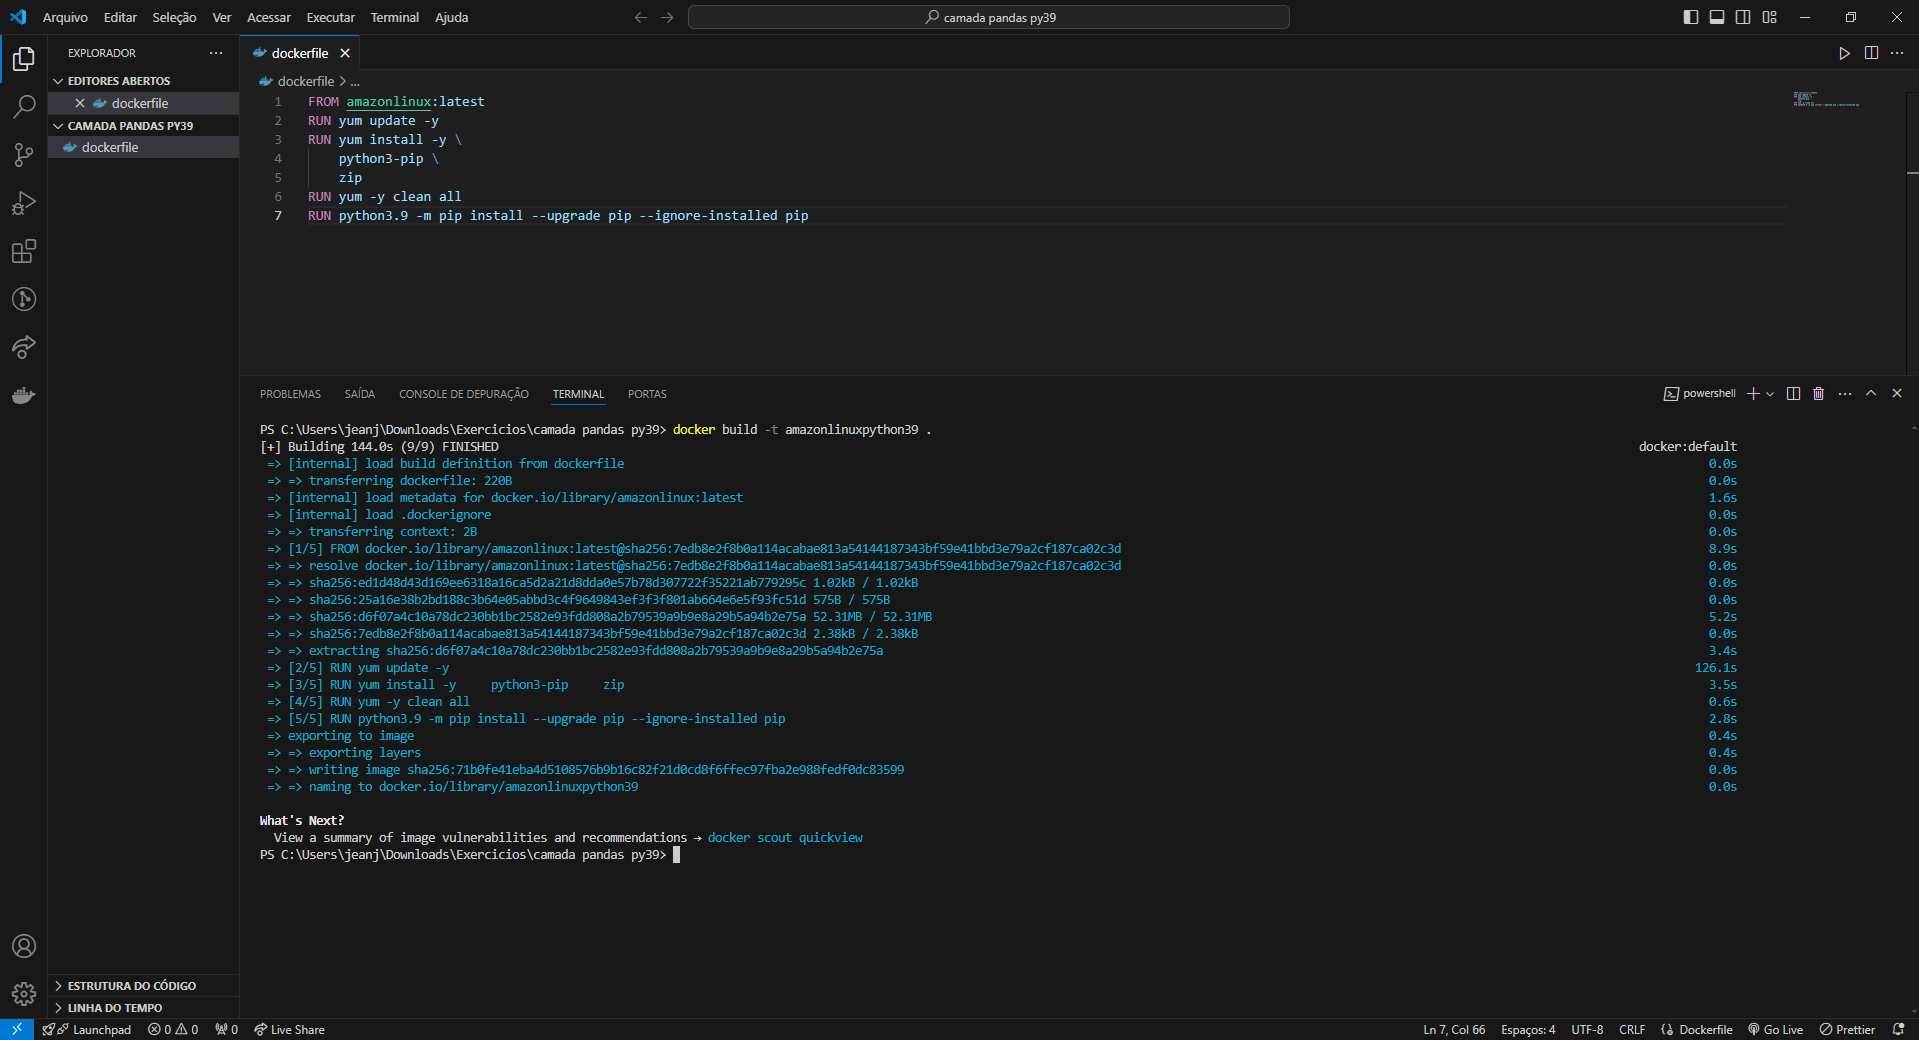 Arquivo Editar Seleção Ver Acessar Executar Terminal Ajuda
camada pandas py39
EXPLORADOR
EDITORES ABERTOS
dockerfile
CAMADA PANDAS PY39
dockerfile
dockerfile
dockerfile > ...
1 FROM amazonlinux:latest
2 RUN yum update -y
3 RUN yum install -y \
4 python3-pip \
5 zip
6 RUN yum -y clean all
7 RUN python3.9 -m pip install --upgrade pip --ignore-installed pip
PROBLEMAS SAÍDA CONSOLE DE DEPURAÇÃO TERMINAL PORTAS
powershell
PS C:\Users\jeanj\Downloads\Exercicios\camada pandas py39> docker build -t amazonlinuxpython39 .
[+] Building 144.0s (9/9) FINISHED docker:default
=> [internal] load build definition from dockerfile 0.0s
=> => transferring dockerfile: 220B 0.0s
=> [internal] load metadata for docker.io/library/amazonlinux:latest 1.6s
=> [internal] load .dockerignore 0.0s
=> => transferring context: 2B 0.0s
=> [1/5] FROM docker.io/library/amazonlinux:latest@sha256:7edb8e2f8b0a114acabae813a54144187343bf59e41bbd3e79a2cf187ca02c3d 8.9s
=> => resolve docker.io/library/amazonlinux:latest@sha256:7edb8e2f8b0a114acabae813a54144187343bf59e41bbd3e79a2cf187ca02c3d 0.0s
=> => sha256:ed1d48d43d169ee6318a16ca5d2a21d8dda0e57b78d307722f35221ab779295c 1.02kB / 1.02kB 0.0s
=> => sha256:25a16e38b2bd188c3b64e05abbd3c4f9649843ef3f3f801ab664e6e5f93fc51d 575B / 575B 0.0s
=> => sha256:d6f07a4c10a78dc230bb1bc2582e93fdd808a2b79539a9b9e8a29b5a94b2e75a 52.31MB / 52.31MB 5.2s
=> => sha256:7edb8e2f8b0a114acabae813a54144187343bf59e41bbd3e79a2cf187ca02c3d 2.38kB / 2.38kB 0.0s
=> => extracting sha256:d6f07a4c10a78dc230bb1bc2582e93fdd808a2b79539a9b9e8a29b5a94b2e75a 3.4s
=> [2/5] RUN yum update -y 126.1s
=> [3/5] RUN yum install -y     python3-pip     zip 3.5s
=> [4/5] RUN yum -y clean all 0.6s
=> [5/5] RUN python3.9 -m pip install --upgrade pip --ignore-installed pip 2.8s
=> exporting to image 0.4s
=> => exporting layers 0.4s
=> => writing image sha256:71b0fe41eba4d5108576b9b16c82f21d0cd8f6ffec97fba2e988fedf0dc83599 0.0s
=> => naming to docker.io/library/amazonlinuxpython39 0.0s
What's Next?
View a summary of image vulnerabilities and recommendations → docker scout quickview
PS C:\Users\jeanj\Downloads\Exercicios\camada pandas py39>
ESTRUTURA DO CÓDIGO
LINHA DO TEMPO
Launchpad 0 0 0 Live Share Ln 7, Col 66 Espaços: 4 UTF-8 CRLF Dockerfile Go Live Prettier